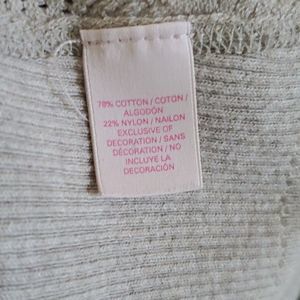 78% COTTON / COTON /
ALGODÓN
22% NYLON / NAILON
EXCLUSIVE OF
DECORATION / SANS
DÉCORATION / NO
INCLUYE LA
DECORACIÓN